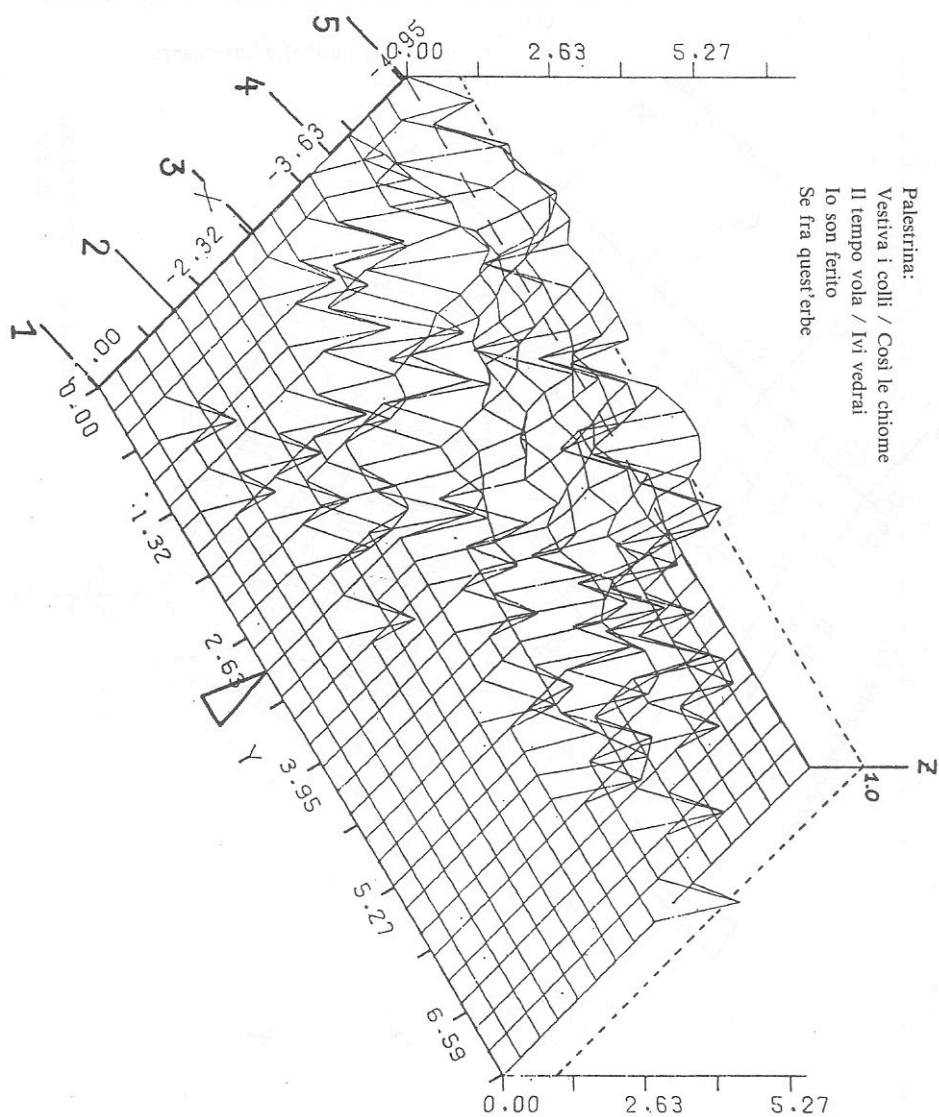 Palestrina:
Vestiva i colli / Così le chiome
Il tempo vola / Ivi vedrai
Io son ferito
Se fra quest'erbe
0.00
2.63
5.27
5
4
3
2
1
-4.95
-3.63
X
-2.32
.00
0.00
1.32
2.63
Y
3.95
5.27
6.59
Z
1.0
0.00
2.63
5.27